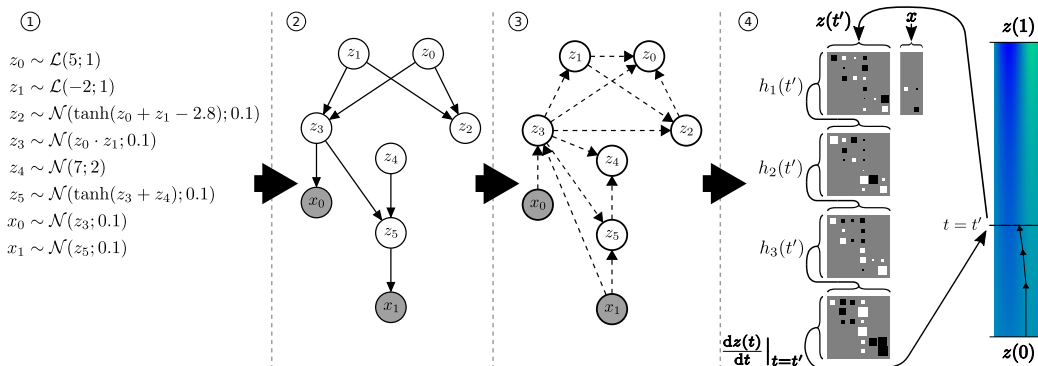 ①
z₀ ∼ ℒ(5; 1)
z₁ ∼ ℒ(−2; 1)
z₂ ∼ 𝒩(tanh(z₀ + z₁ − 2.8); 0.1)
z₃ ∼ 𝒩(z₀ · z₁; 0.1)
z₄ ∼ 𝒩(7; 2)
z₅ ∼ 𝒩(tanh(z₃ + z₄); 0.1)
x₀ ∼ 𝒩(z₃; 0.1)
x₁ ∼ 𝒩(z₅; 0.1)
②
z₁ z₀
z₃ z₂
z₄
x₀
z₅
x₁
③
z₁ z₀
z₃ z₂
z₄
x₀
z₅
x₁
④
z(t′) x z(1)
h₁(t′)
h₂(t′)
t = t′
h₃(t′)
dz(t)/dt |t=t′
z(0)